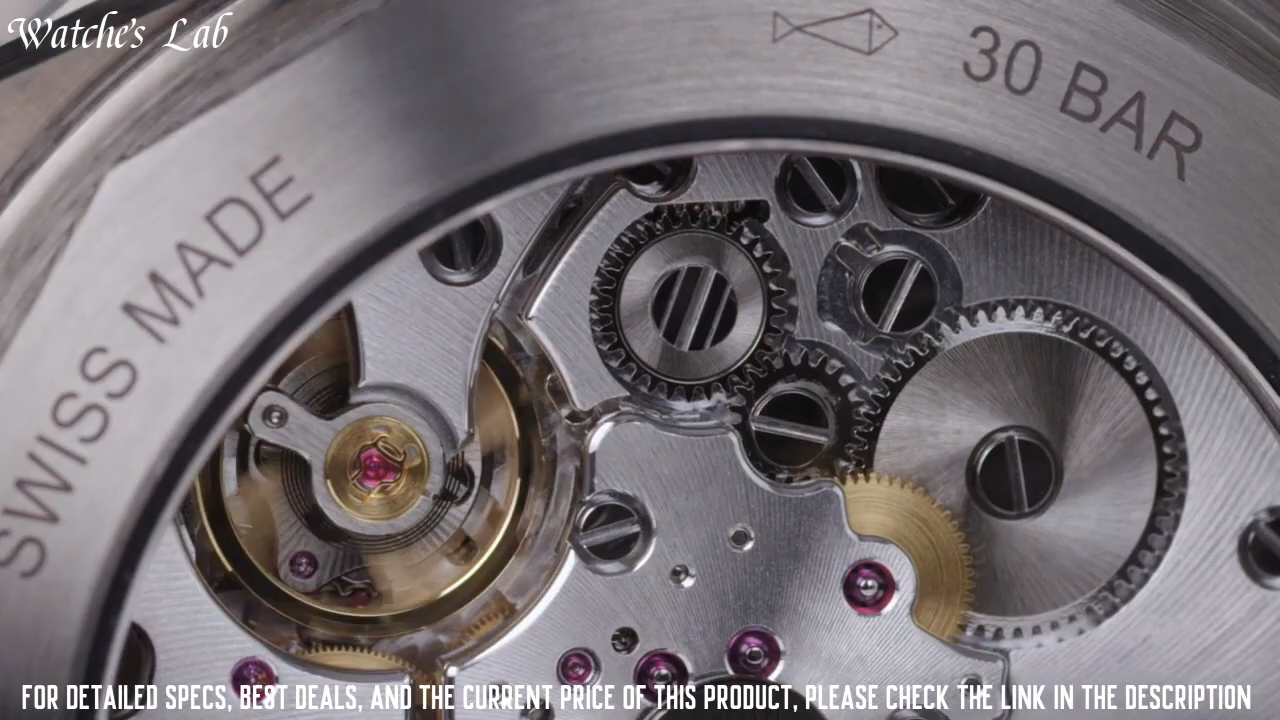 Watche's Lab
30 BAR
SWISS MADE
FOR DETAILED SPECS, BEST DEALS, AND THE CURRENT PRICE OF THIS PRODUCT, PLEASE CHECK THE LINK IN THE DESCRIPTION